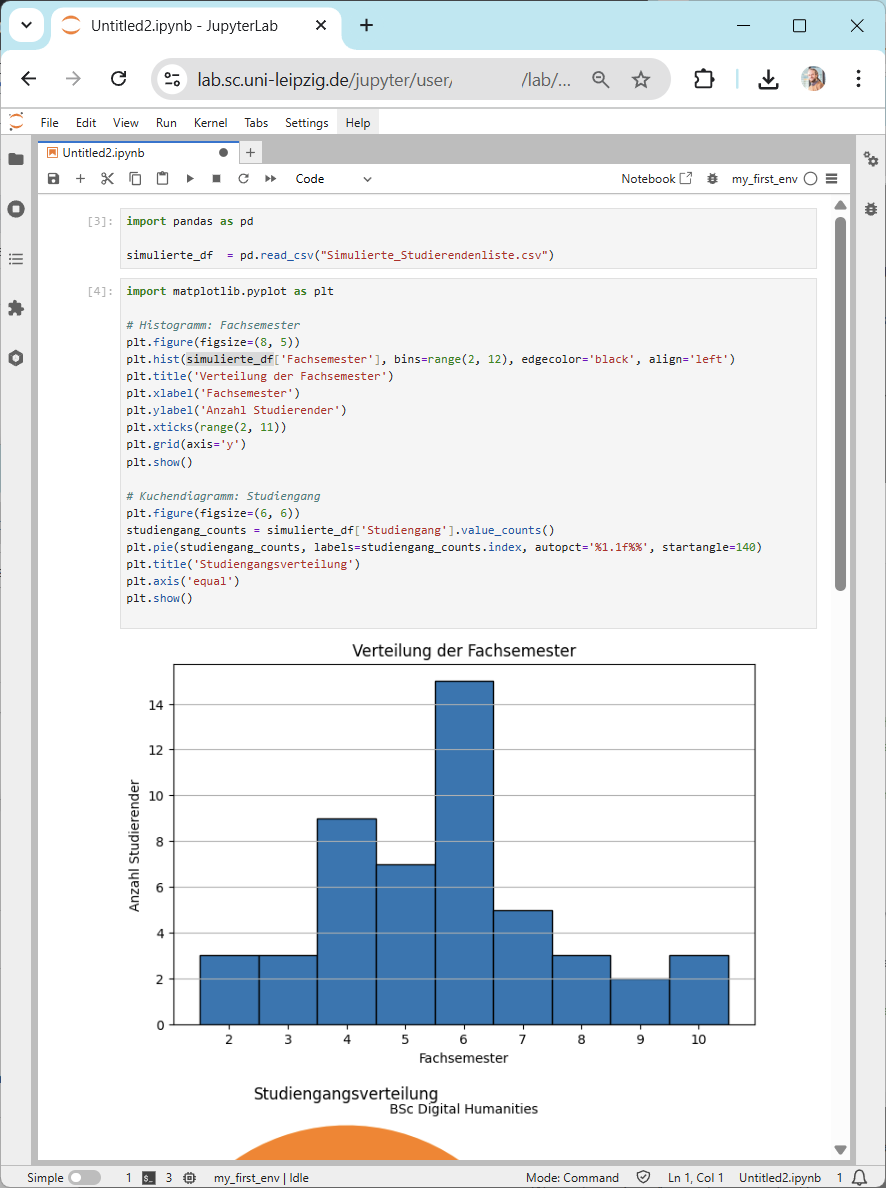 Untitled2.ipynb - JupyterLab
lab.sc.uni-leipzig.de/jupyter/user/ /lab/...
File Edit View Run Kernel Tabs Settings Help
Untitled2.ipynb
Code Notebook my_first_env
[3]: import pandas as pd
simulierte_df  = pd.read_csv("Simulierte_Studierendenliste.csv")
[4]: import matplotlib.pyplot as plt
# Histogramm: Fachsemester
plt.figure(figsize=(8, 5))
plt.hist(simulierte_df['Fachsemester'], bins=range(2, 12), edgecolor='black', align='left')
plt.title('Verteilung der Fachsemester')
plt.xlabel('Fachsemester')
plt.ylabel('Anzahl Studierender')
plt.xticks(range(2, 11))
plt.grid(axis='y')
plt.show()
# Kuchendiagramm: Studiengang
plt.figure(figsize=(6, 6))
studiengang_counts = simulierte_df['Studiengang'].value_counts()
plt.pie(studiengang_counts, labels=studiengang_counts.index, autopct='%1.1f%%', startangle=140)
plt.title('Studiengangsverteilung')
plt.axis('equal')
plt.show()
Verteilung der Fachsemester
Anzahl Studierender
14
12
10
8
6
4
2
0
2 3 4 5 6 7 8 9 10
Fachsemester
Studiengangsverteilung
BSc Digital Humanities
Simple 1 3 my_first_env | Idle Mode: Command Ln 1, Col 1 Untitled2.ipynb 1